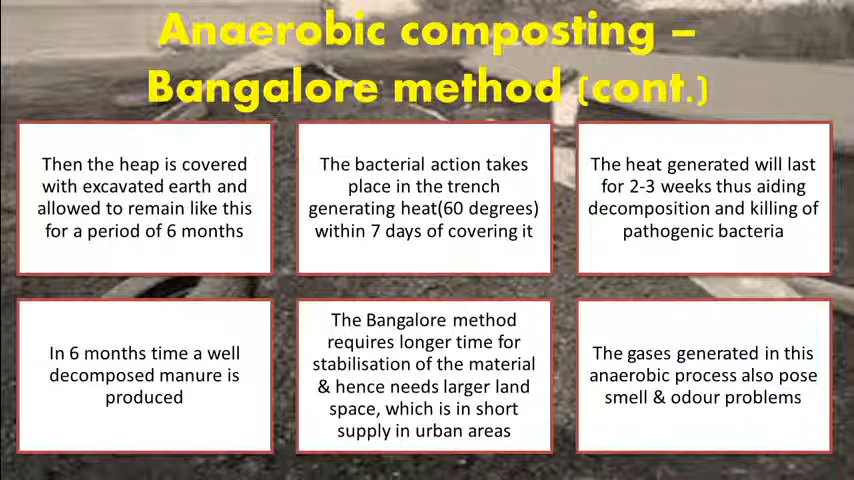 Anaerobic composting –
Bangalore method (cont.)
Then the heap is covered
with excavated earth and
allowed to remain like this
for a period of 6 months
The bacterial action takes
place in the trench
generating heat(60 degrees)
within 7 days of covering it
The heat generated will last
for 2-3 weeks thus aiding
decomposition and killing of
pathogenic bacteria
In 6 months time a well
decomposed manure is
produced
The Bangalore method
requires longer time for
stabilisation of the material
& hence needs larger land
space, which is in short
supply in urban areas
The gases generated in this
anaerobic process also pose
smell & odour problems